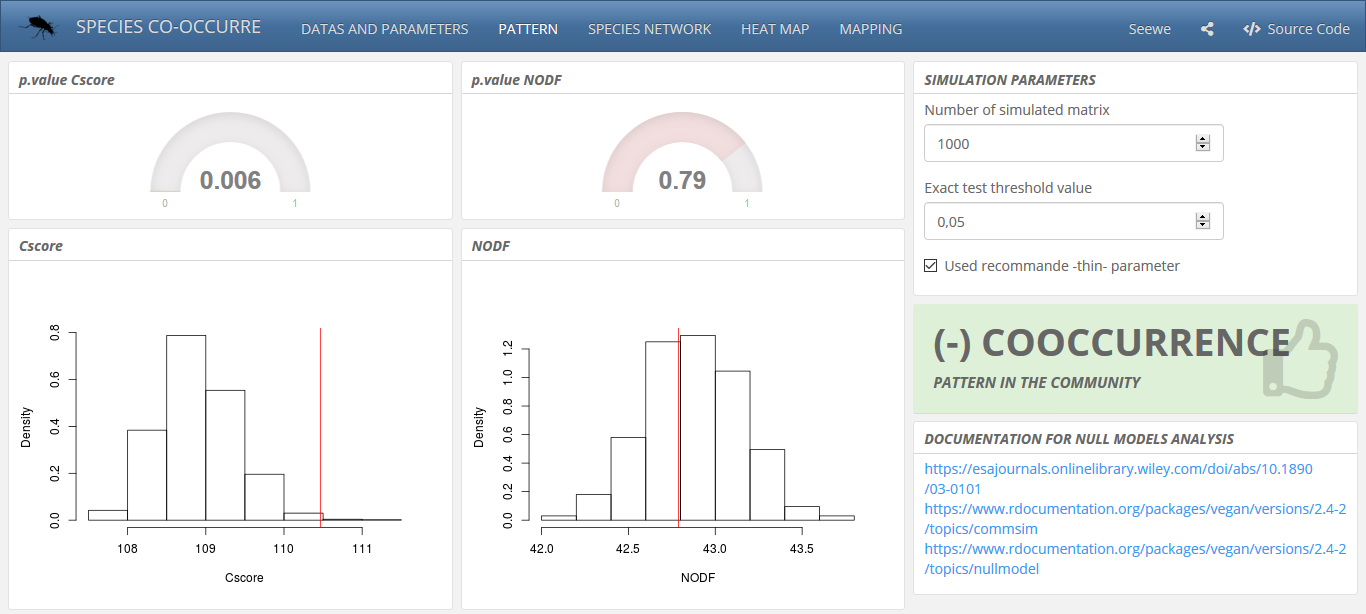 SPECIES CO-OCCURRE
DATAS AND PARAMETERS
PATTERN
SPECIES NETWORK
HEAT MAP
MAPPING
Seewe
Source Code
p.value Cscore
0.006
0
1
p.value NODF
0.79
0
1
SIMULATION PARAMETERS
Number of simulated matrix
1000
Exact test threshold value
0,05
Used recommande -thin- parameter
Cscore
Density
0.0
0.2
0.4
0.6
0.8
108
109
110
111
Cscore
NODF
Density
0.0
0.2
0.4
0.6
0.8
1.0
1.2
42.0
42.5
43.0
43.5
NODF
(-) COOCCURRENCE
PATTERN IN THE COMMUNITY
DOCUMENTATION FOR NULL MODELS ANALYSIS
https://esajournals.onlinelibrary.wiley.com/doi/abs/10.1890
/03-0101
https://www.rdocumentation.org/packages/vegan/versions/2.4-2
/topics/commsim
https://www.rdocumentation.org/packages/vegan/versions/2.4-2
/topics/nullmodel